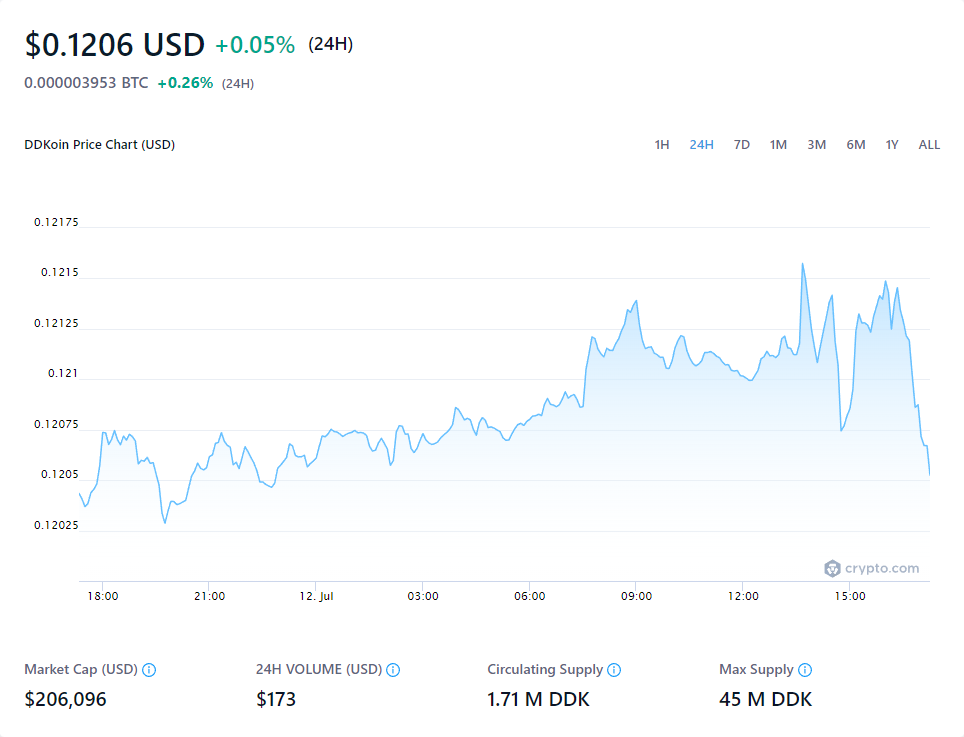 $0.1206 USD +0.05% (24H)
0.000003953 BTC +0.26% (24H)
DDKoin Price Chart (USD) 1H 24H 7D 1M 3M 6M 1Y ALL
0.12175
0.1215
0.12125
0.121
0.12075
0.1205
0.12025
crypto.com
18:00 21:00 12. Jul 03:00 06:00 09:00 12:00 15:00
Market Cap (USD) 24H VOLUME (USD) Circulating Supply Max Supply
$206,096 $173 1.71 M DDK 45 M DDK